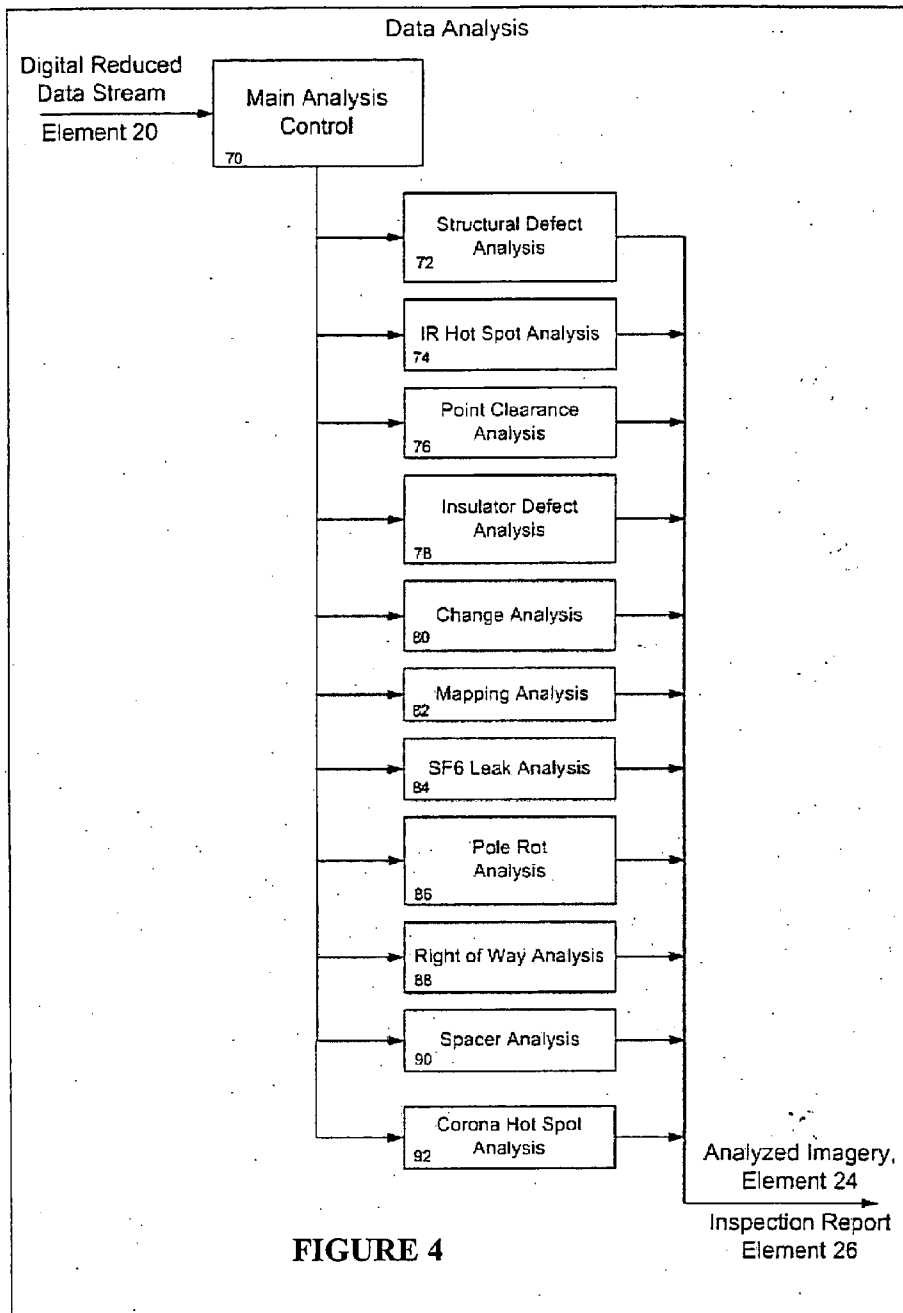 Data Analysis
Digital Reduced
Data Stream
Element 20
Main Analysis
Control
70
Structural Defect
Analysis
72
IR Hot Spot Analysis
74
Point Clearance
Analysis
76
Insulator Defect
Analysis
78
Change Analysis
80
Mapping Analysis
82
SF6 Leak Analysis
84
Pole Rot
Analysis
86
Right of Way Analysis
88
Spacer Analysis
90
Corona Hot Spot
Analysis
92
Analyzed Imagery,
Element 24
Inspection Report
Element 26
FIGURE 4